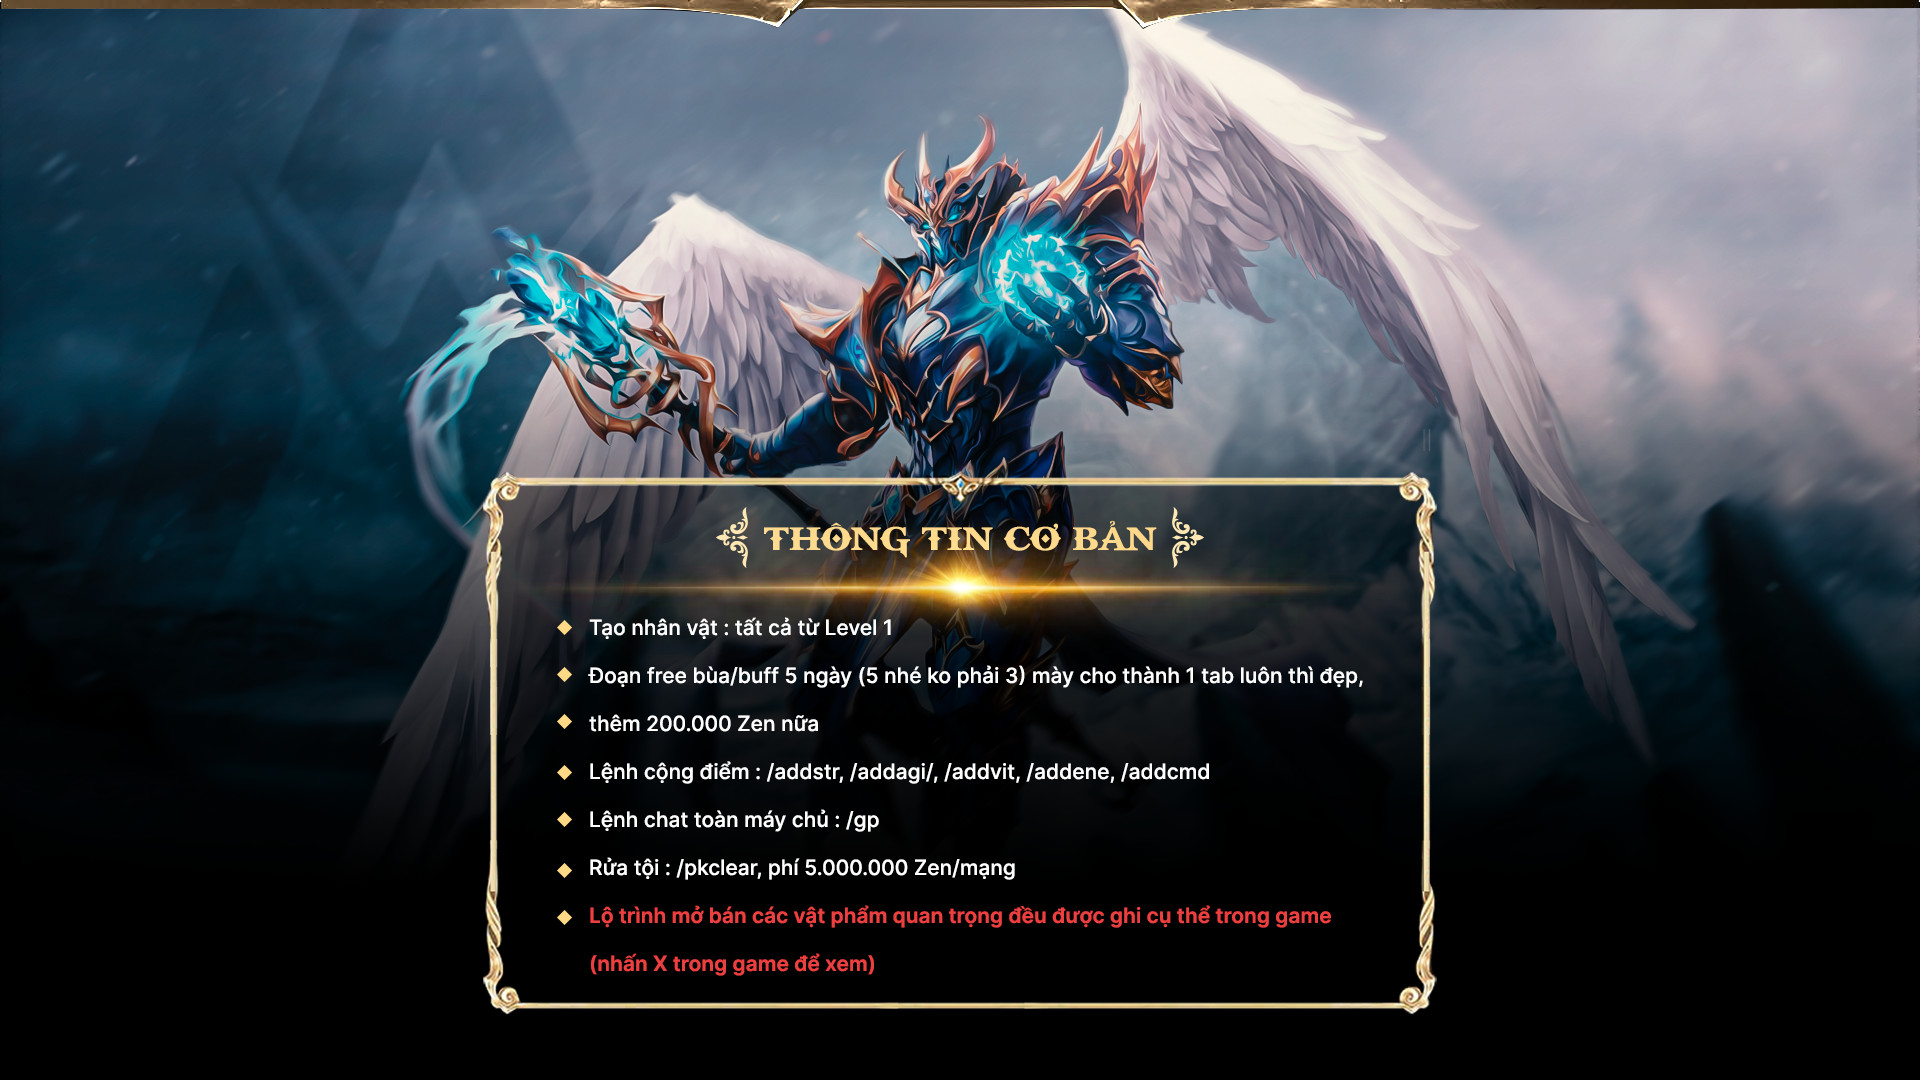 THÔNG TIN CƠ BẢN
Tạo nhân vật : tất cả từ Level 1
Đoạn free bùa/buff 5 ngày (5 nhé ko phải 3) mày cho thành 1 tab luôn thì đẹp,
thêm 200.000 Zen nữa
Lệnh cộng điểm : /addstr, /addagi/, /addvit, /addene, /addcmd
Lệnh chat toàn máy chủ : /gp
Rửa tội : /pkclear, phí 5.000.000 Zen/mạng
Lộ trình mở bán các vật phẩm quan trọng đều được ghi cụ thể trong game
(nhấn X trong game để xem)